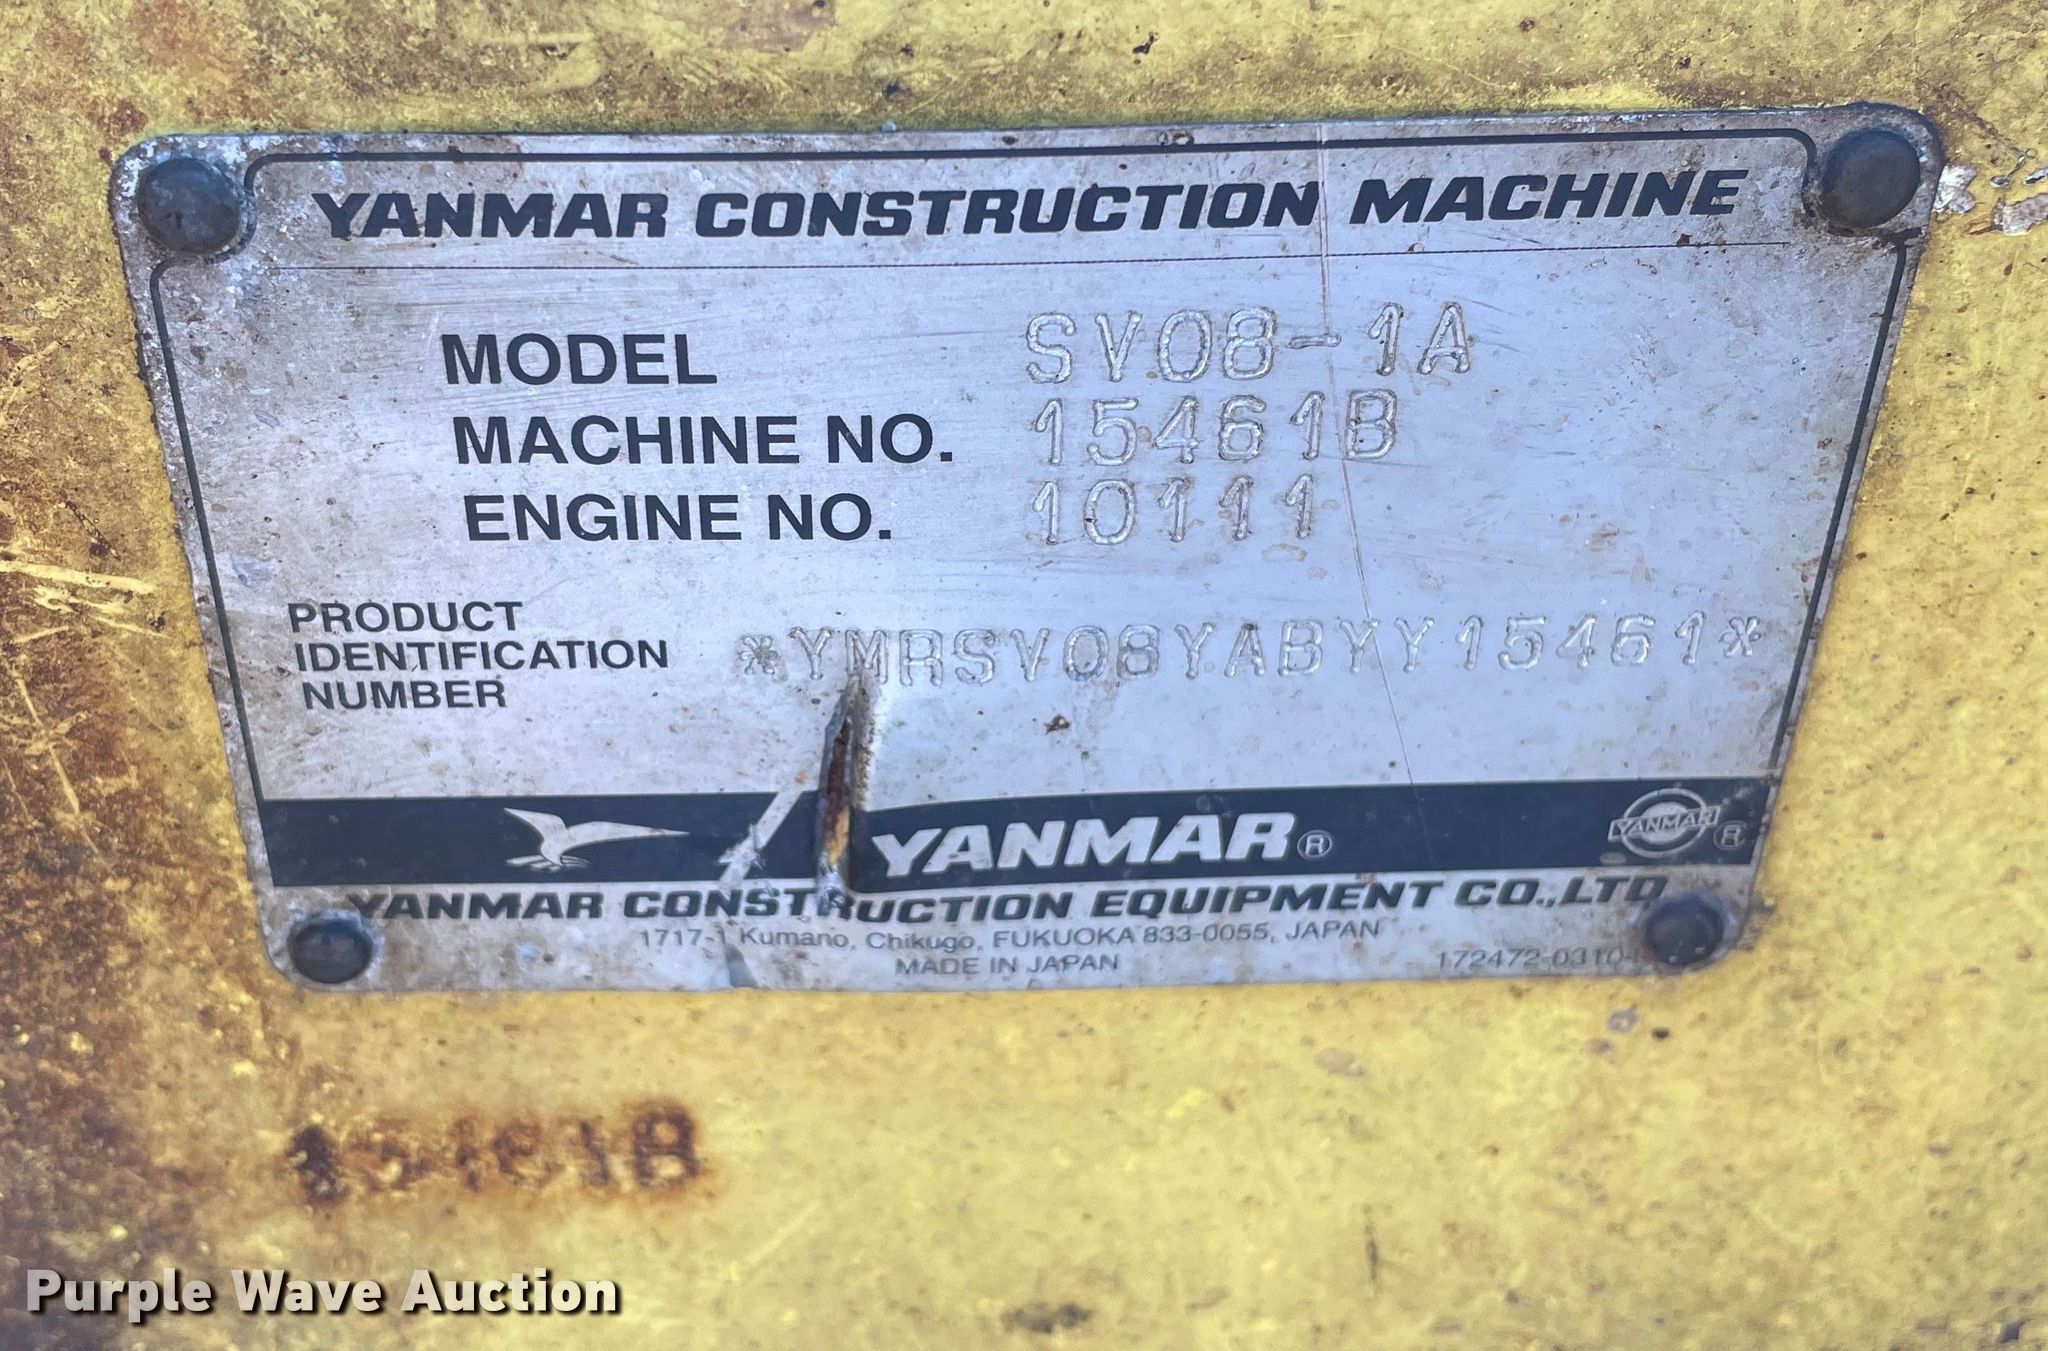 YANMAR CONSTRUCTION MACHINE
MODEL SV08-1A
MACHINE NO. 15461B
ENGINE NO. 10111
PRODUCT
IDENTIFICATION *YMRSV08YABYY15461*
NUMBER
YANMAR® YANMAR ®
YANMAR CONSTRUCTION EQUIPMENT CO.,LTD
1717-1 Kumano, Chikugo, FUKUOKA 833-0055, JAPAN
MADE IN JAPAN
15461B
Purple Wave Auction